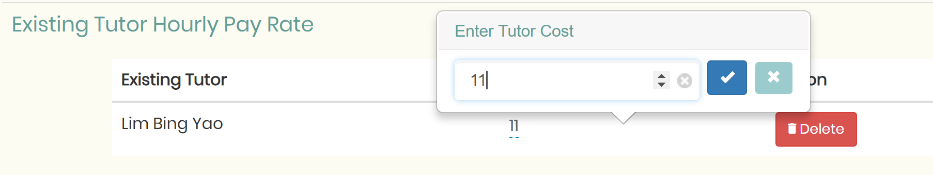 Existing Tutor Hourly Pay Rate
Enter Tutor Cost
11
Existing Tutor
on
Lim Bing Yao
11
Delete